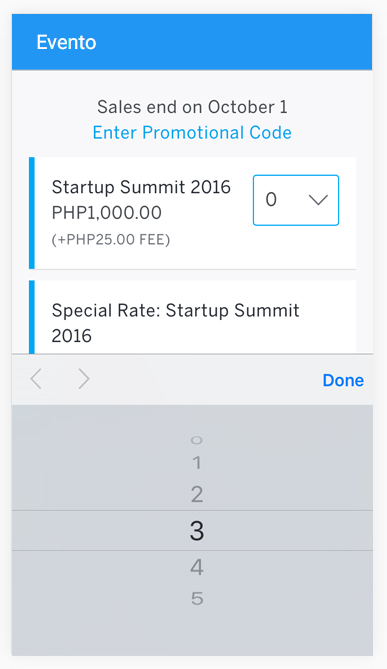 Evento
Sales end on October 1
Enter Promotional Code
Startup Summit 2016
PHP1,000.00
(+PHP25.00 FEE)
0
Special Rate: Startup Summit
2016
Done
0
1
2
3
4
5